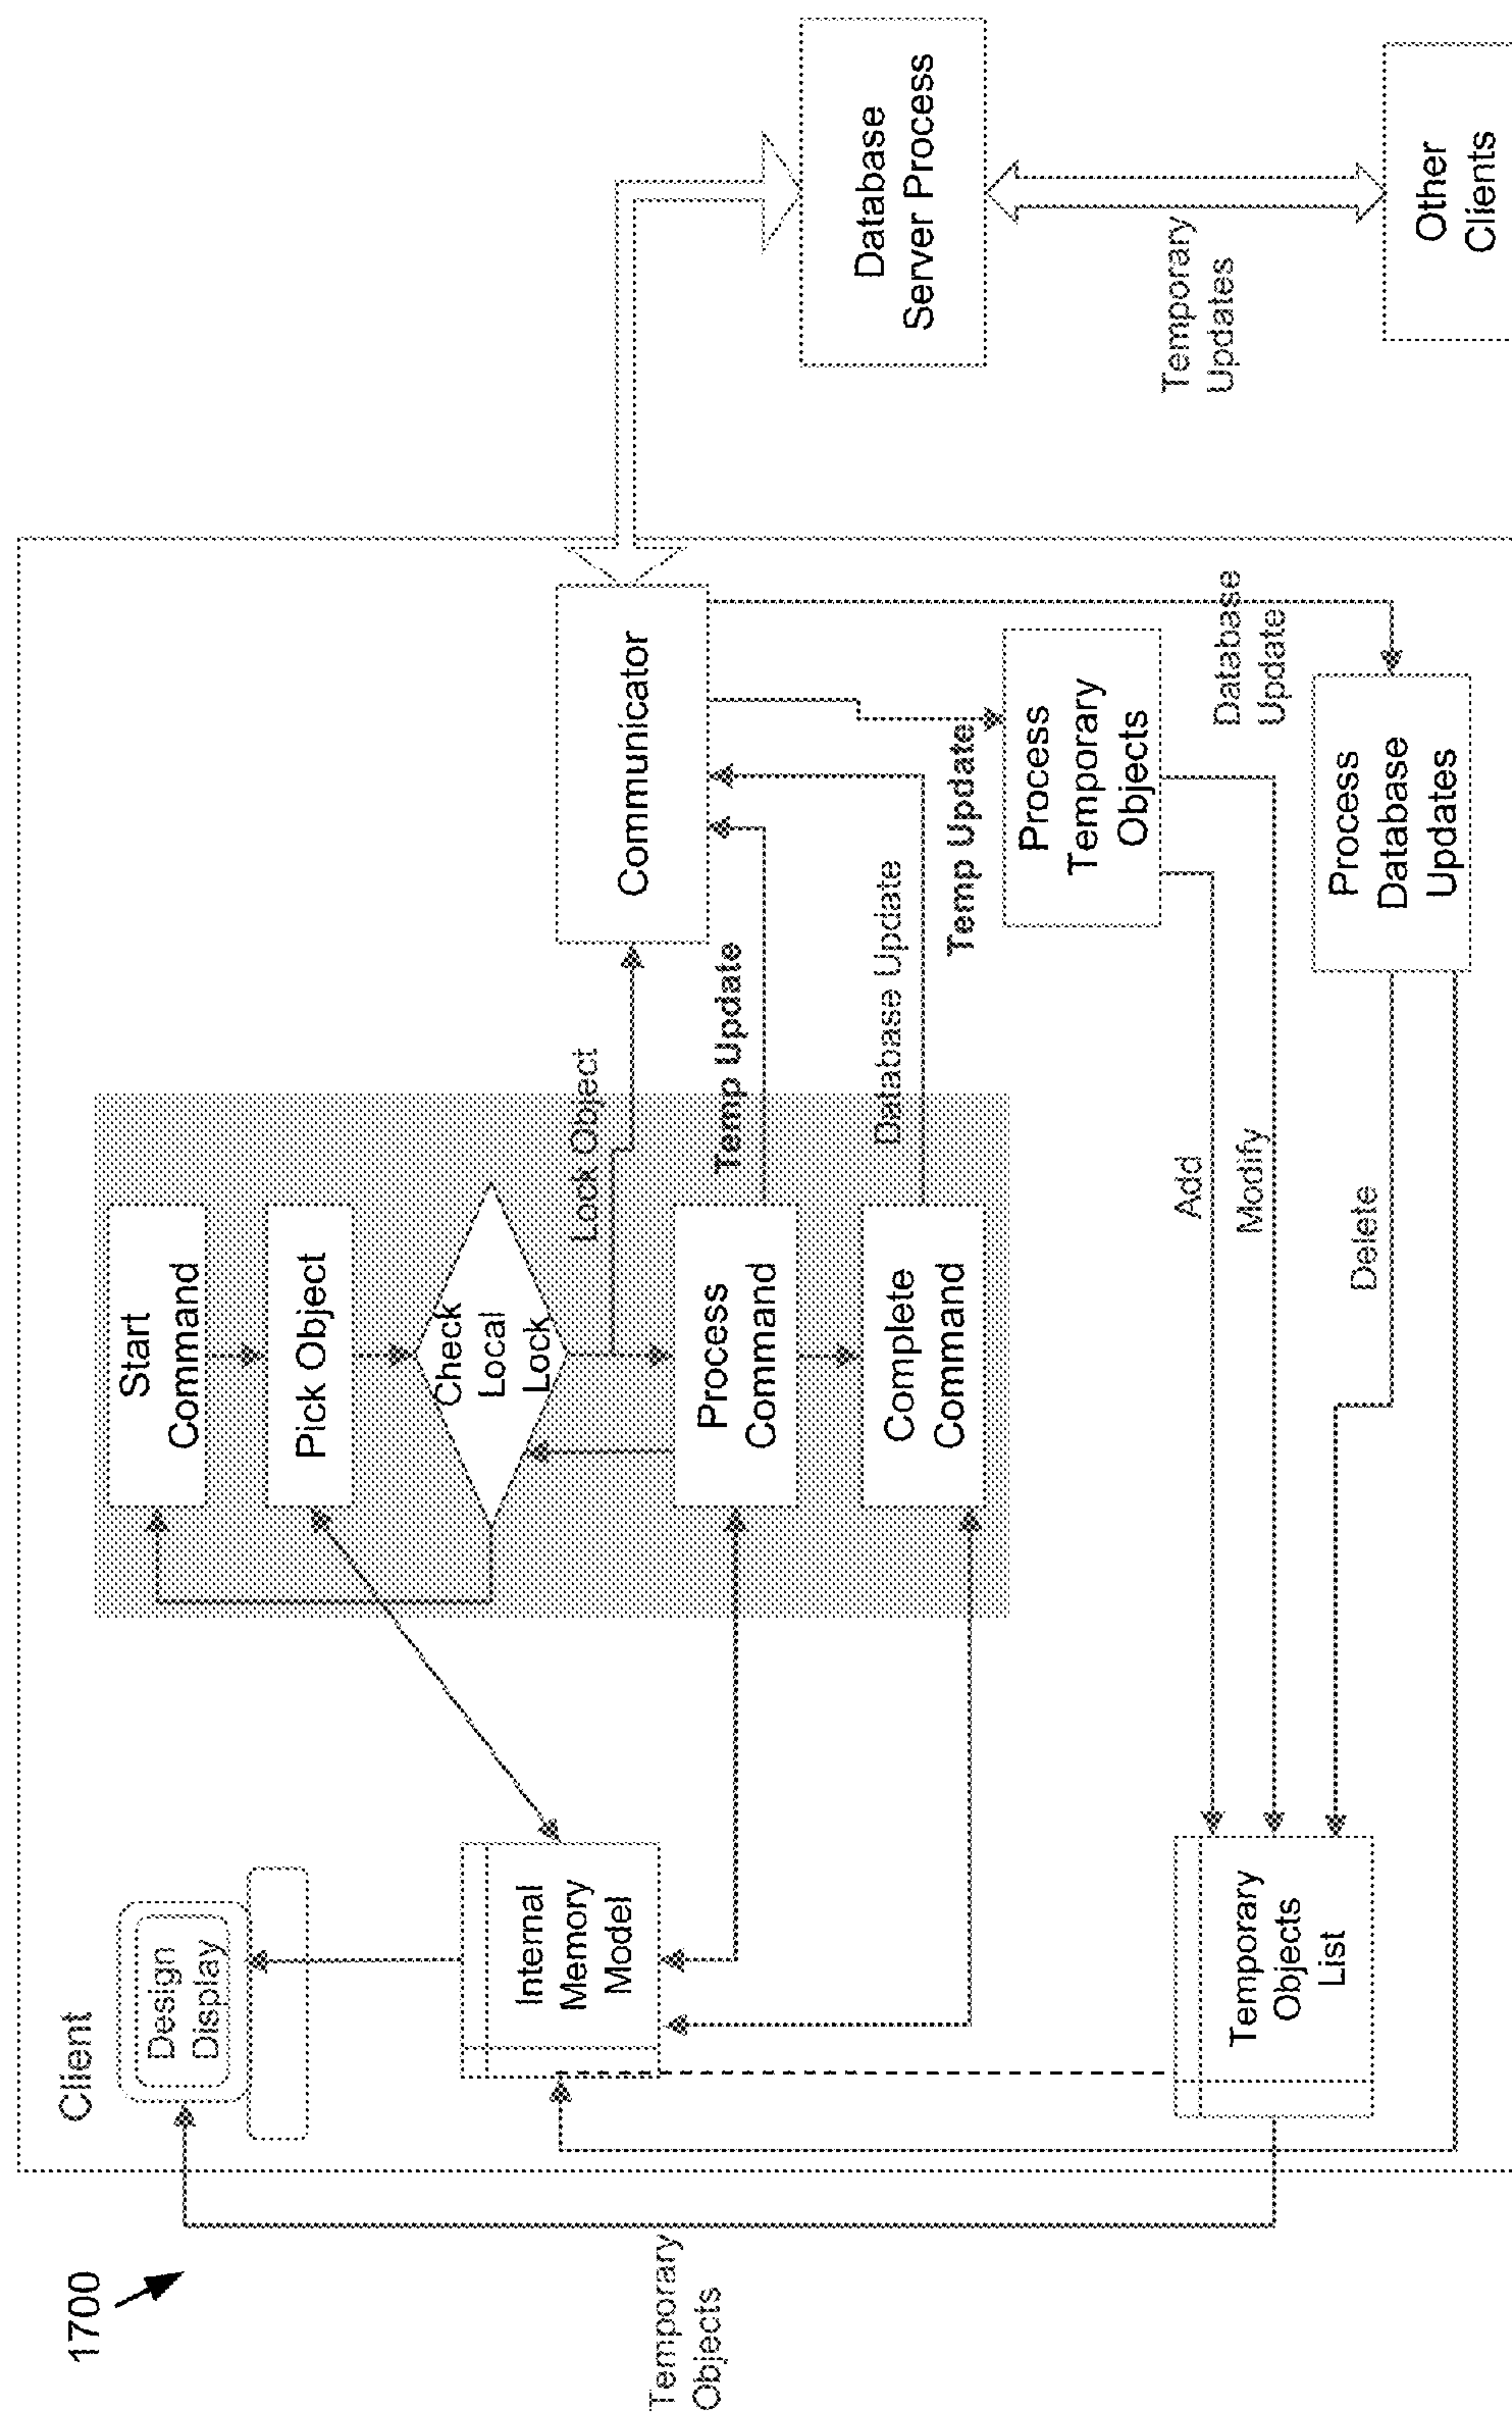 1700
Client
Design
Display
Start
Command
Pick Object
Check
Local
Lock
Lock Object
Process
Command
Complete
Command
Temp Update
Database Update
Communicator
Temp Update
Database
Update
Database
Server Process
Temporary
Updates
Other
Clients
Internal
Memory
Model
Process
Temporary
Objects
Process
Database
Updates
Add
Modify
Delete
Temporary
Objects
List
Temporary
Objects